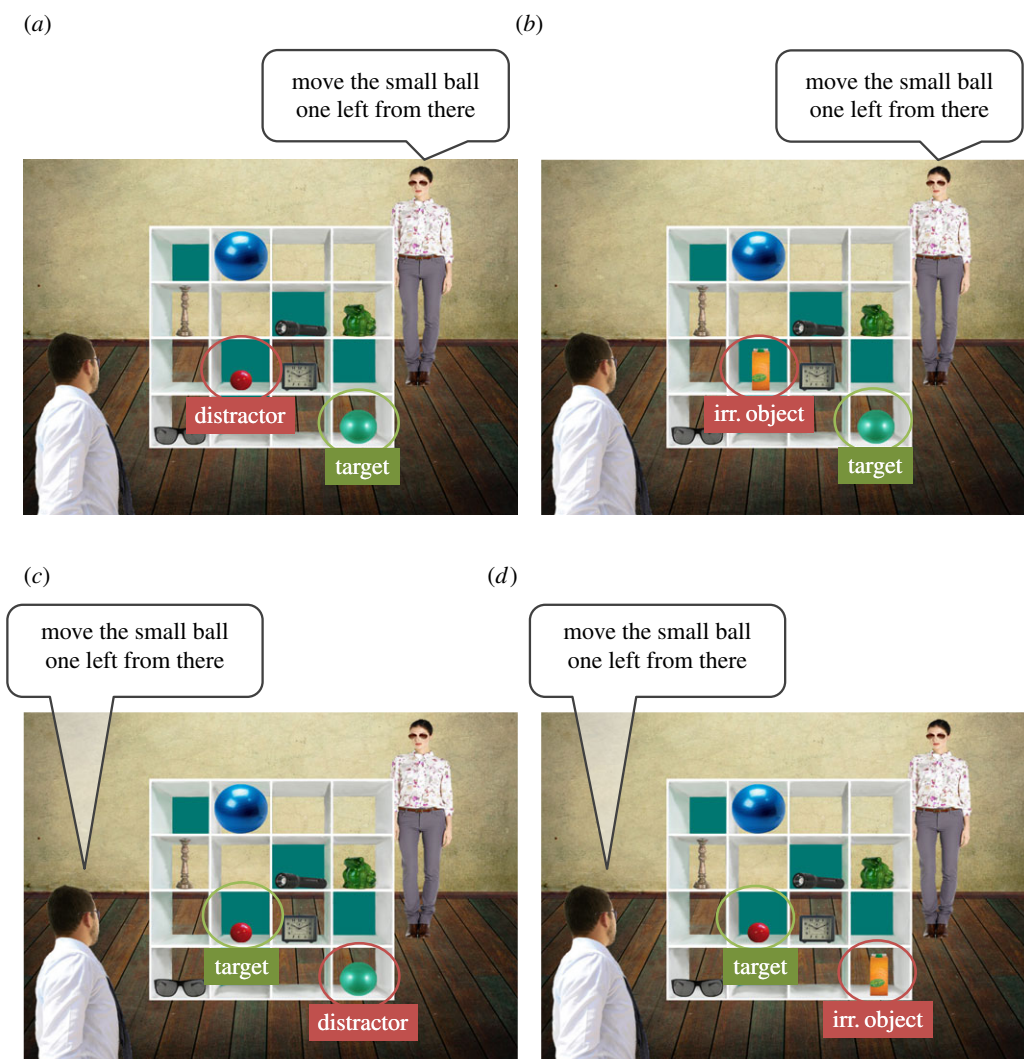 (a)
move the small ball
one left from there
distractor
target
(b)
move the small ball
one left from there
irr. object
target
(c)
move the small ball
one left from there
target
distractor
(d)
move the small ball
one left from there
target
irr. object